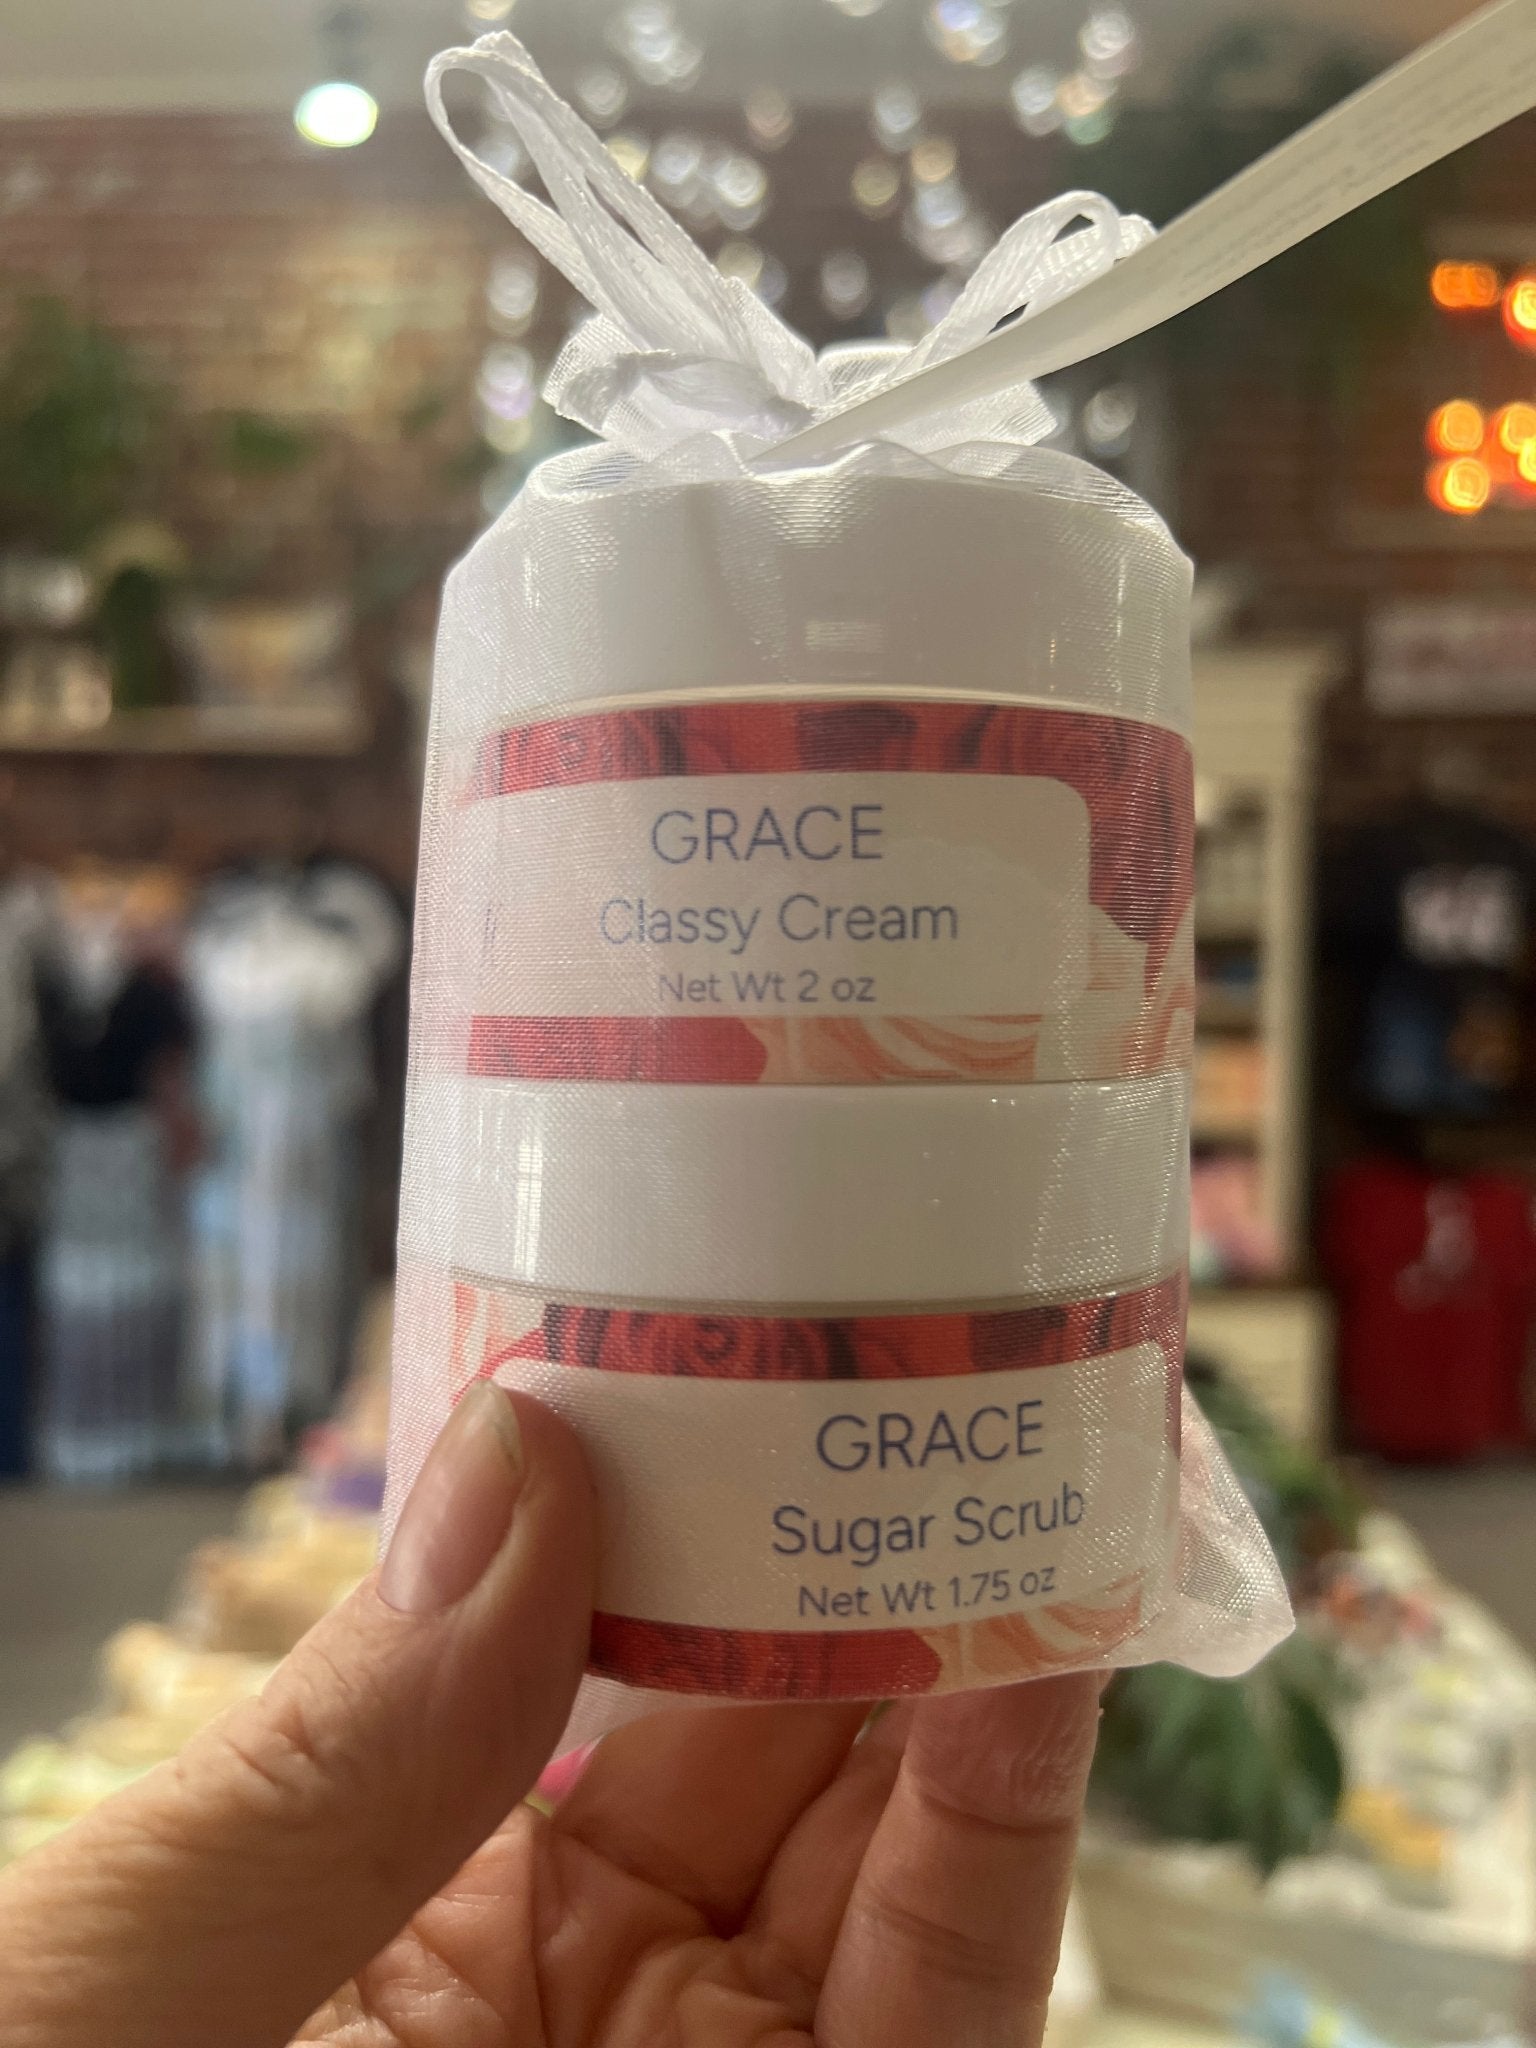 GRACE
Classy Cream
Net Wt 2 oz
GRACE
Sugar Scrub
Net Wt 1.75 oz